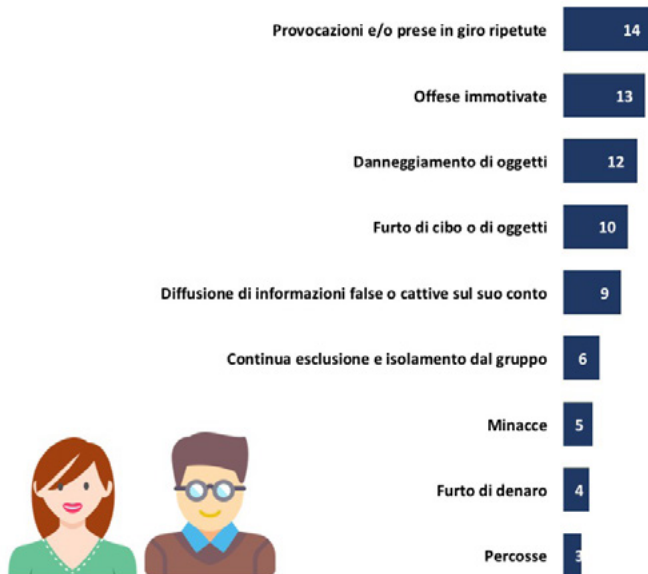 Provocazioni e/o prese in giro ripetute 14
Offese immotivate 13
Danneggiamento di oggetti 12
Furto di cibo o di oggetti 10
Diffusione di informazioni false o cattive sul suo conto 9
Continua esclusione e isolamento dal gruppo 6
Minacce 5
Furto di denaro 4
Percosse 3